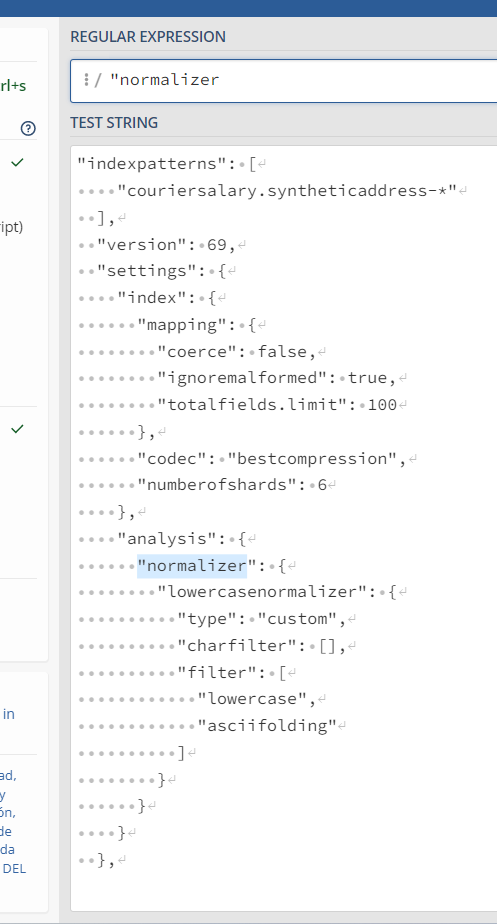 REGULAR EXPRESSION
/ "normalizer
TEST STRING
rl+s
ipt)
in
ad,
y
ón,
de
da
DEL
"indexpatterns": [
    "couriersalary.syntheticaddress-*"
  ],
  "version": 69,
  "settings": {
    "index": {
      "mapping": {
        "coerce": false,
        "ignoremalformed": true,
        "totalfields.limit": 100
      },
      "codec": "bestcompression",
      "numberofshards": 6
    },
    "analysis": {
      "normalizer": {
        "lowercasenormalizer": {
          "type": "custom",
          "charfilter": [],
          "filter": [
            "lowercase",
            "asciifolding"
          ]
        }
      }
    }
  },